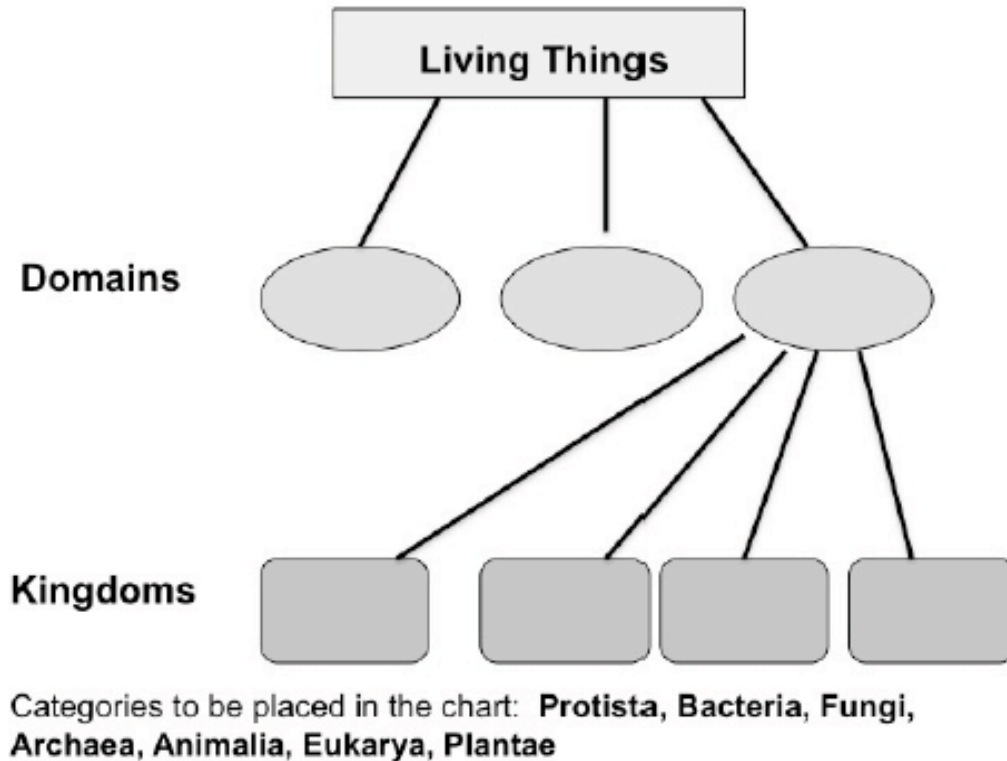 Living Things
Domains
Kingdoms
Categories to be placed in the chart: Protista, Bacteria, Fungi,
Archaea, Animalia, Eukarya, Plantae